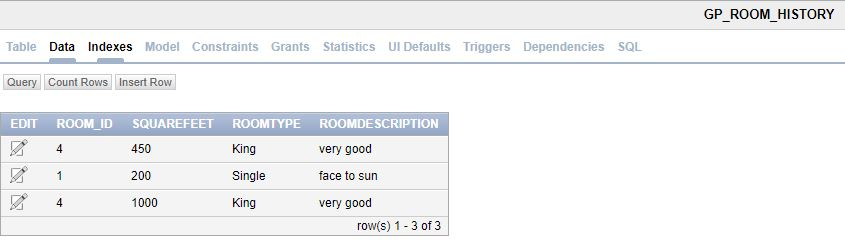 GP_ROOM_HISTORY
Table Data Indexes Model Constraints Grants Statistics UI Defaults Triggers Dependencies SQL
Query Count Rows Insert Row
EDIT ROOM_ID SQUAREFEET ROOMTYPE ROOMDESCRIPTION
4 450 King very good
1 200 Single face to sun
4 1000 King very good
row(s) 1 - 3 of 3